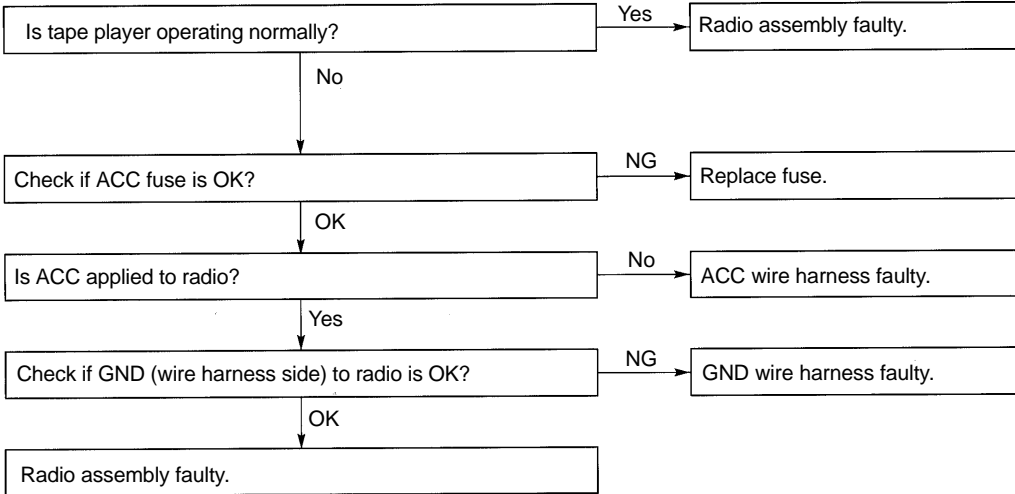 Is tape player operating normally?
Yes
Radio assembly faulty.
No
Check if ACC fuse is OK?
NG
Replace fuse.
OK
Is ACC applied to radio?
No
ACC wire harness faulty.
Yes
Check if GND (wire harness side) to radio is OK?
NG
GND wire harness faulty.
OK
Radio assembly faulty.